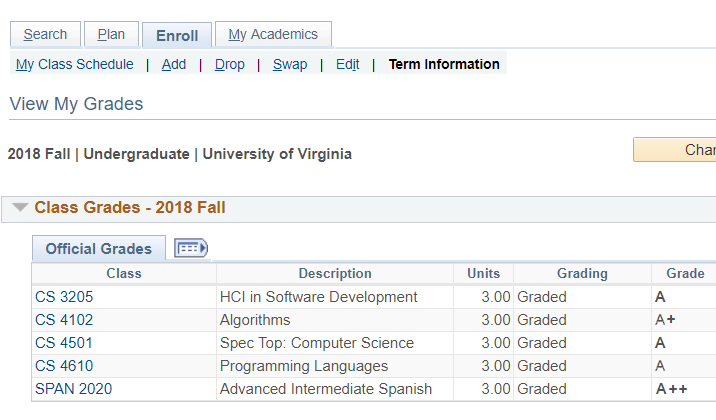 Search Plan Enroll My Academics
My Class Schedule | Add | Drop | Swap | Edit | Term Information
View My Grades
2018 Fall | Undergraduate | University of Virginia
Char
Class Grades - 2018 Fall
Official Grades
Class Description Units Grading Grade
CS 3205 HCI in Software Development 3.00 Graded A
CS 4102 Algorithms 3.00 Graded A+
CS 4501 Spec Top: Computer Science 3.00 Graded A
CS 4610 Programming Languages 3.00 Graded A
SPAN 2020 Advanced Intermediate Spanish 3.00 Graded A++